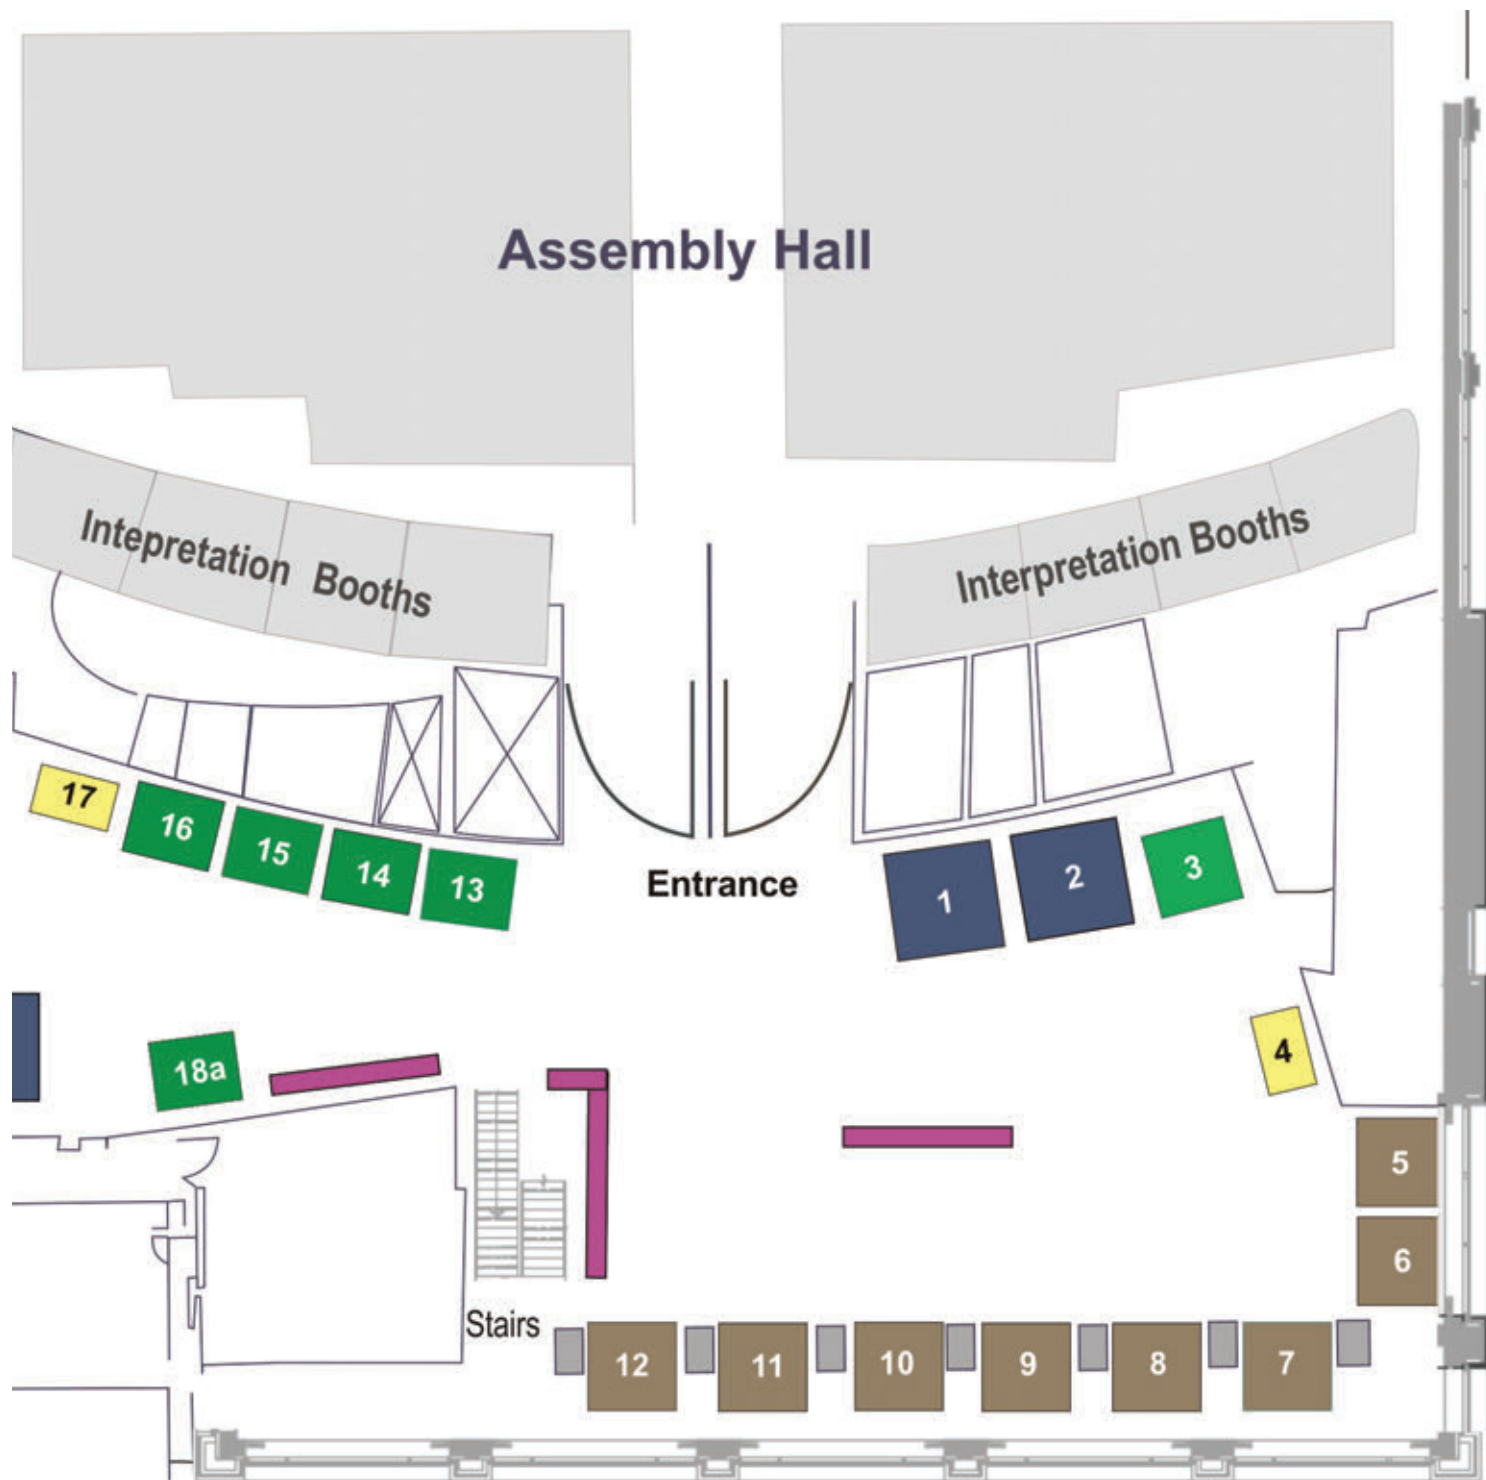 Assembly Hall
Intepretation Booths
Interpretation Booths
17
16
15
14
13
Entrance
1
2
3
18a
4
5
6
Stairs
12
11
10
9
8
7